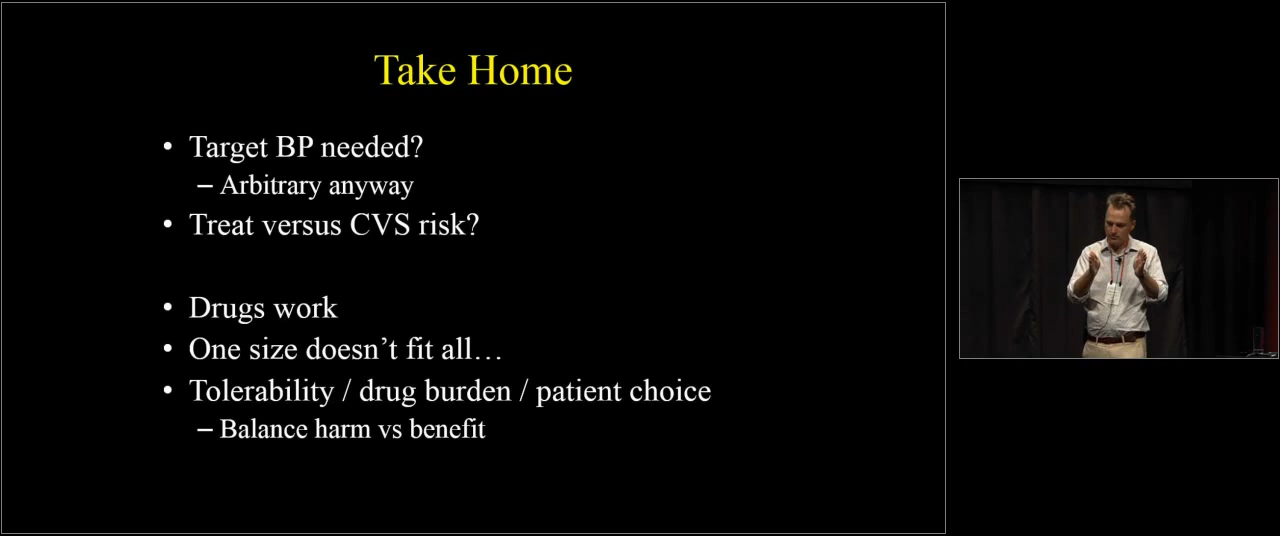 Take Home
• Target BP needed?
– Arbitrary anyway
• Treat versus CVS risk?
• Drugs work
• One size doesn’t fit all…
• Tolerability / drug burden / patient choice
– Balance harm vs benefit